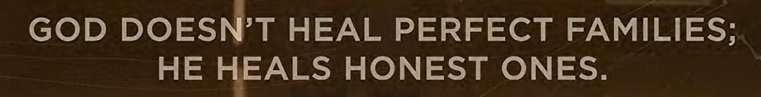 GOD DOESN'T HEAL PERFECT FAMILIES;
HE HEALS HONEST ONES.